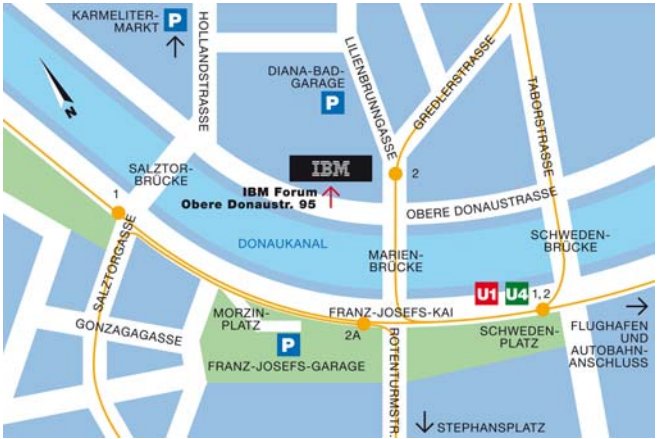 KARMELITER-
MARKT
P
HOLLANDSTRASSE
DIANA-BAD-
GARAGE
P
LILIENBRUNNGASSE
GREDLERSTRASSE
TABORSTRASSE
N
SALZTOR-
BRÜCKE
IBM
IBM Forum
Obere Donaustr. 95
2
OBERE DONAUSTRASSE
1
SALZTORGASSE
DONAUKANAL
MARIEN-
BRÜCKE
SCHWEDEN-
BRÜCKE
U1
U4
1,2
GONZAGAGASSE
MORZIN-
PLATZ
FRANZ-JOSEFS-KAI
2A
P
FRANZ-JOSEFS-GARAGE
ROTENTURMSTR.
SCHWEDEN-
PLATZ
FLUGHAFEN
UND
AUTOBAHN-
ANSCHLUSS
STEPHANSPLATZ